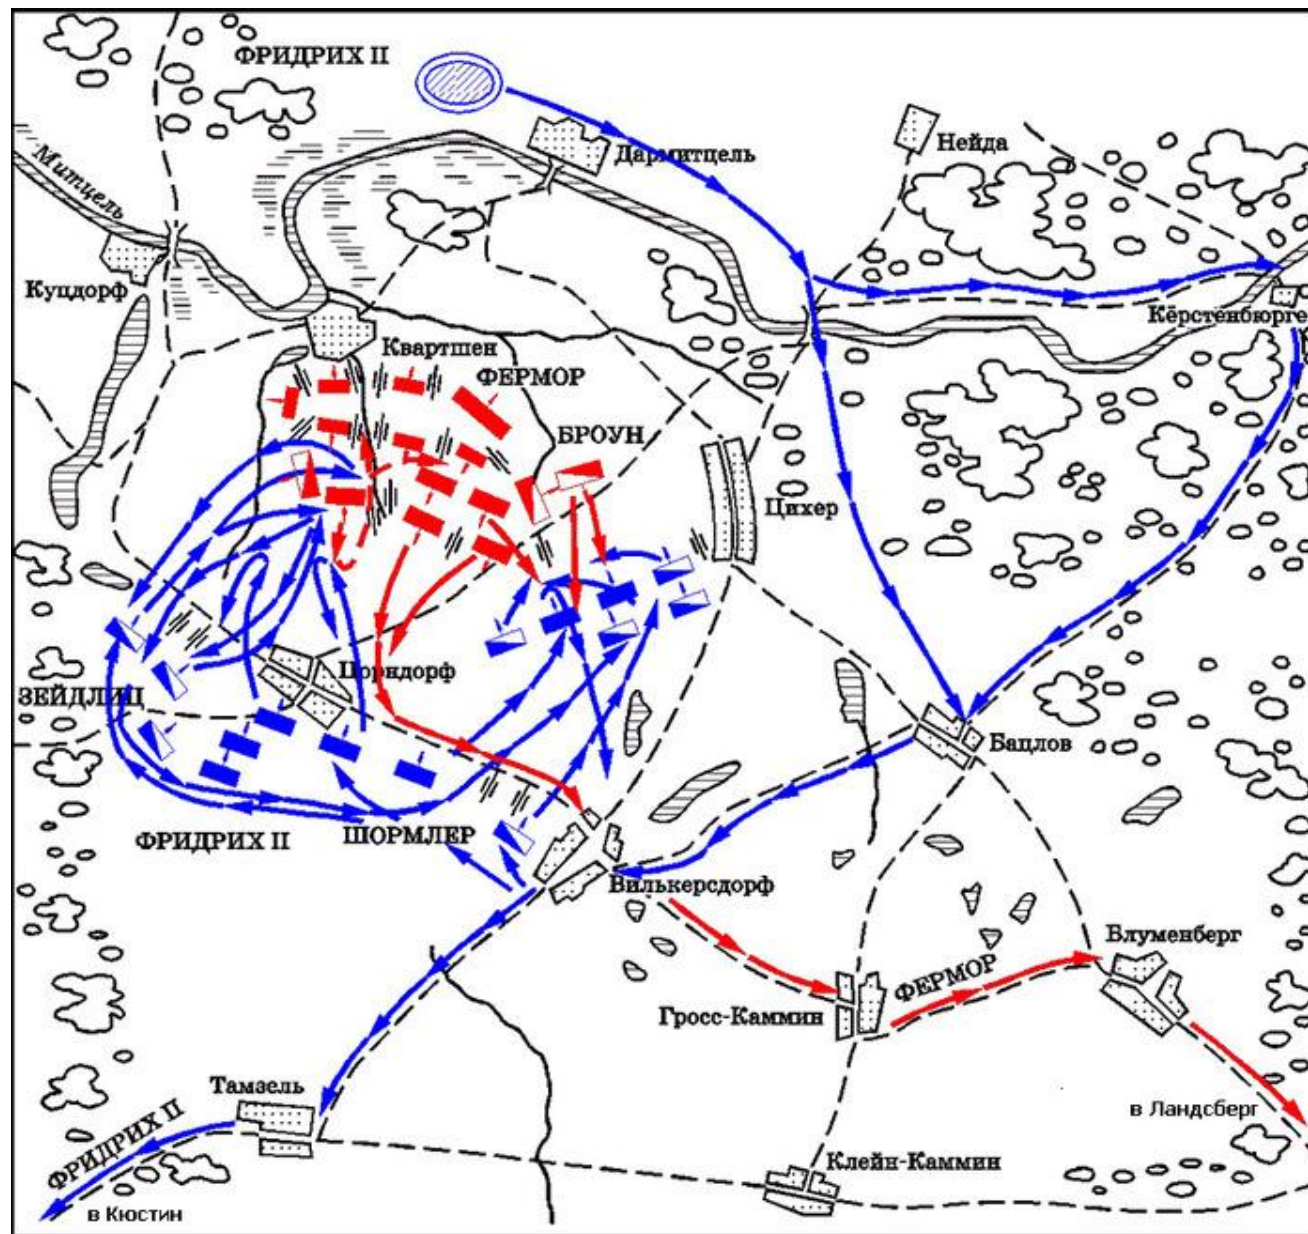 ФРИДРИХ II
Нейда
Дармитцель
Митцель
Куцдорф
Кёрстенбюрге
Квартшен
ФЕРМОР
БРОУН
Цихер
Цорндорф
ЗЕЙДЛИЦ
Бацлов
ФРИДРИХ II
ШОРМЛЕР
Вилькерсдорф
Блуменберг
ФЕРМОР
Гросс-Каммин
Тамзель
в Ландсберг
ФРИДРИХ II
Клейн-Каммин
в Кюстин